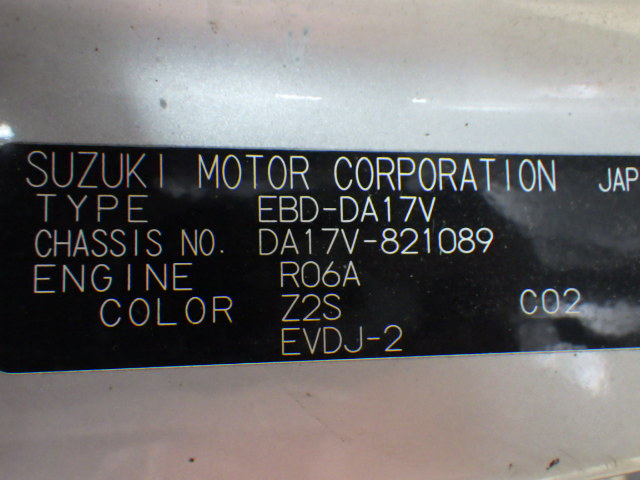 SUZUKI MOTOR CORPORATION JAP
TYPE EBD-DA17V
CHASSIS NO. DA17V-821089
ENGINE R06A
COLOR Z2S C02
EVDJ-2